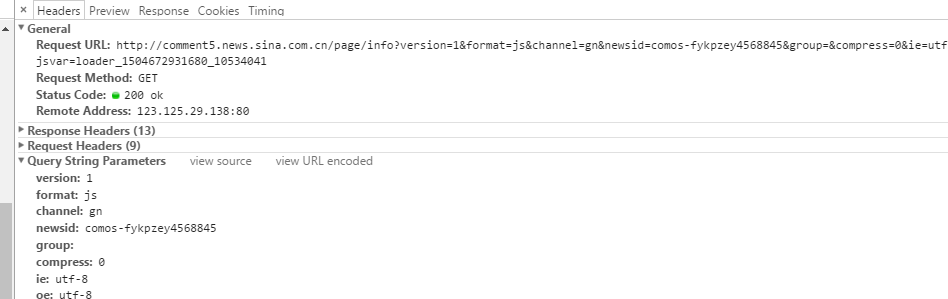 × Headers Preview Response Cookies Timing
▼ General
Request URL: http://comment5.news.sina.com.cn/page/info?version=1&format=js&channel=gn&newsid=comos-fykpzey4568845&group=&compress=0&ie=utf
jsvar=loader_1504672931680_10534041
Request Method: GET
Status Code: 200 ok
Remote Address: 123.125.29.138:80
▶ Response Headers (13)
▶ Request Headers (9)
▼ Query String Parameters view source view URL encoded
version: 1
format: js
channel: gn
newsid: comos-fykpzey4568845
group:
compress: 0
ie: utf-8
oe: utf-8